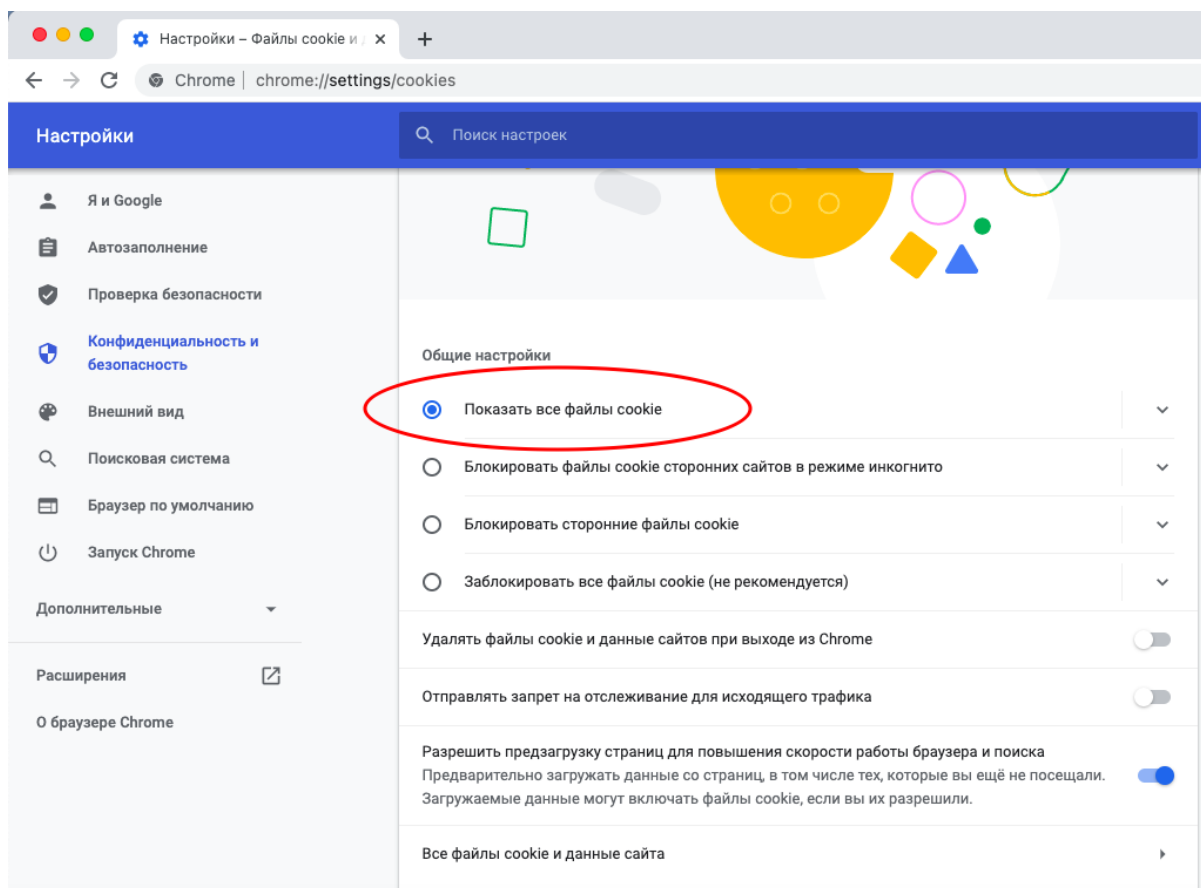 Настройки – Файлы cookie и д
Chrome | chrome://settings/cookies
Настройки
Поиск настроек
Я и Google
Автозаполнение
Проверка безопасности
Конфиденциальность и
безопасность
Внешний вид
Поисковая система
Браузер по умолчанию
Запуск Chrome
Дополнительные
Расширения
О браузере Chrome
Общие настройки
Показать все файлы cookie
Блокировать файлы cookie сторонних сайтов в режиме инкогнито
Блокировать сторонние файлы cookie
Заблокировать все файлы cookie (не рекомендуется)
Удалять файлы cookie и данные сайтов при выходе из Chrome
Отправлять запрет на отслеживание для исходящего трафика
Разрешить предзагрузку страниц для повышения скорости работы браузера и поиска
Предварительно загружать данные со страниц, в том числе тех, которые вы ещё не посещали.
Загружаемые данные могут включать файлы cookie, если вы их разрешили.
Все файлы cookie и данные сайта